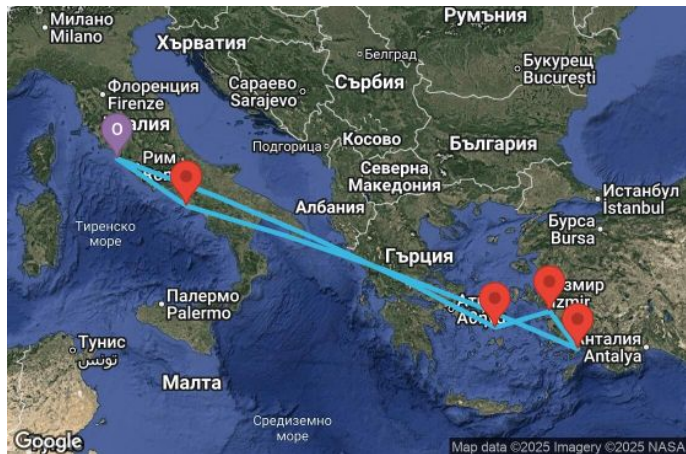 Милано
Milano
Румъния
Хърватия
Белград
Букурещ
București
Флоренция
Firenze
Сараево
Sarajevo
Сърбия
O
Подгорица
Косово
България
Рим
Северна
Македония
Истанбул
İstanbul
Албания
Тиренско
море
Бурса
Bursa
Гърция
Палермо
Palermo
Izmir
Тунис
تونس
Antalya
Малта
Средиземно
море
Google
Map data ©2025 Imagery ©2025 NASA